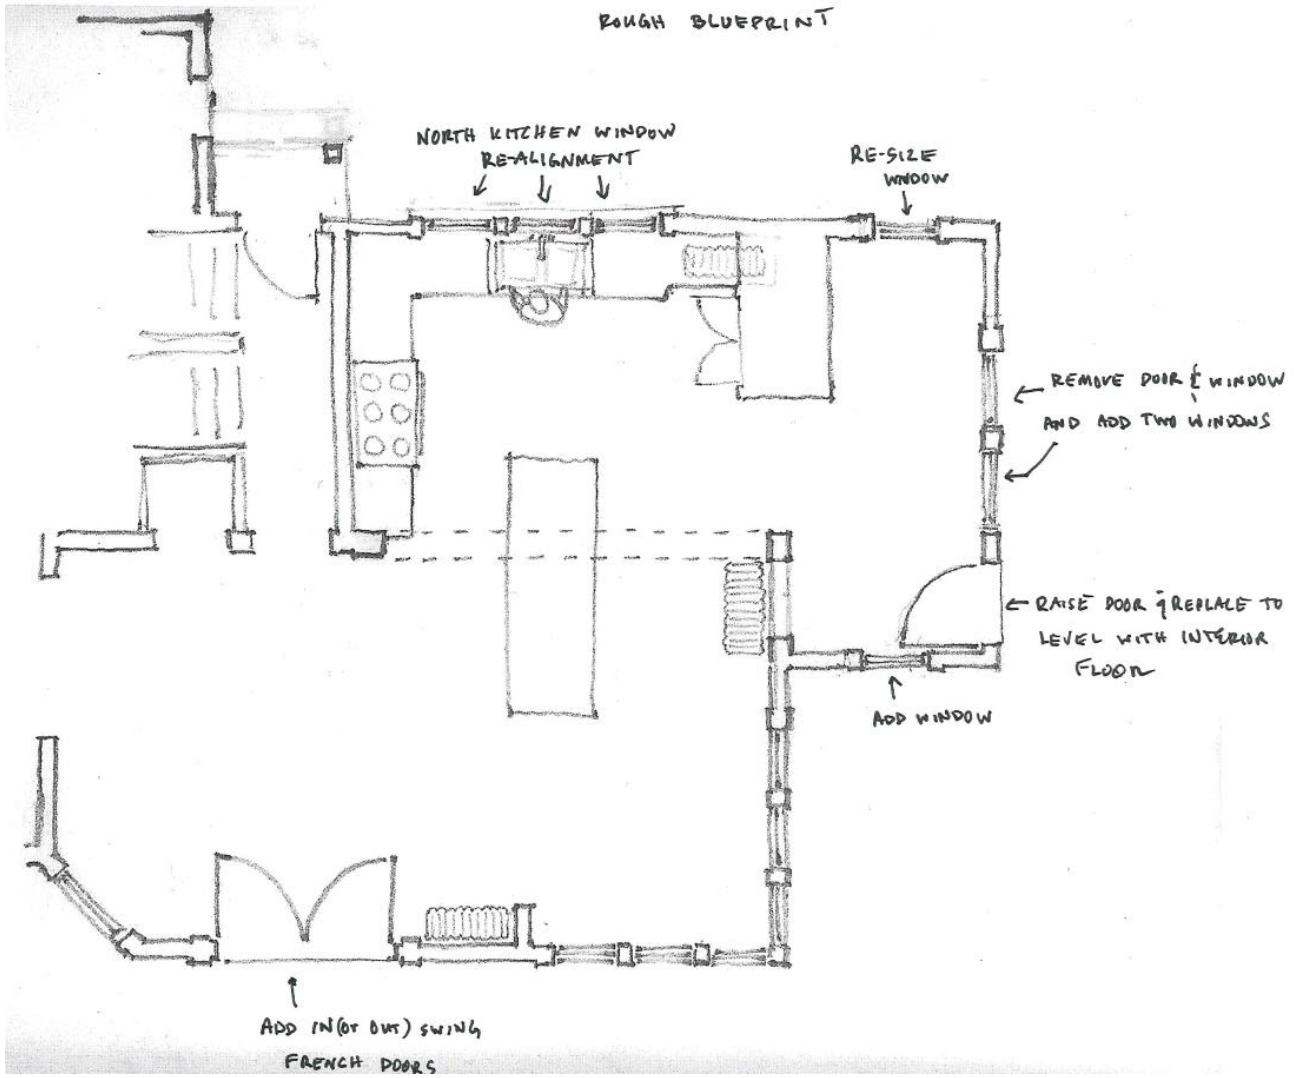 ROUGH BLUEPRINT
NORTH KITCHEN WINDOW
RE-ALIGNMENT
RE-SIZE
WNDOW
REMOVE DOOR & WINDOW
AND ADD TWO WINDOWS
RAISE DOOR & REPLACE TO
LEVEL WITH INTERIOR
FLOOR
ADD WINDOW
ADD IN(or OUT) SWING
FRENCH DOORS